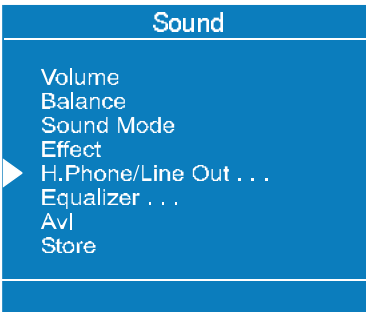 Sound
Volume
Balance
Sound Mode
Effect
H.Phone/Line Out . . .
Equalizer . . .
Avl
Store